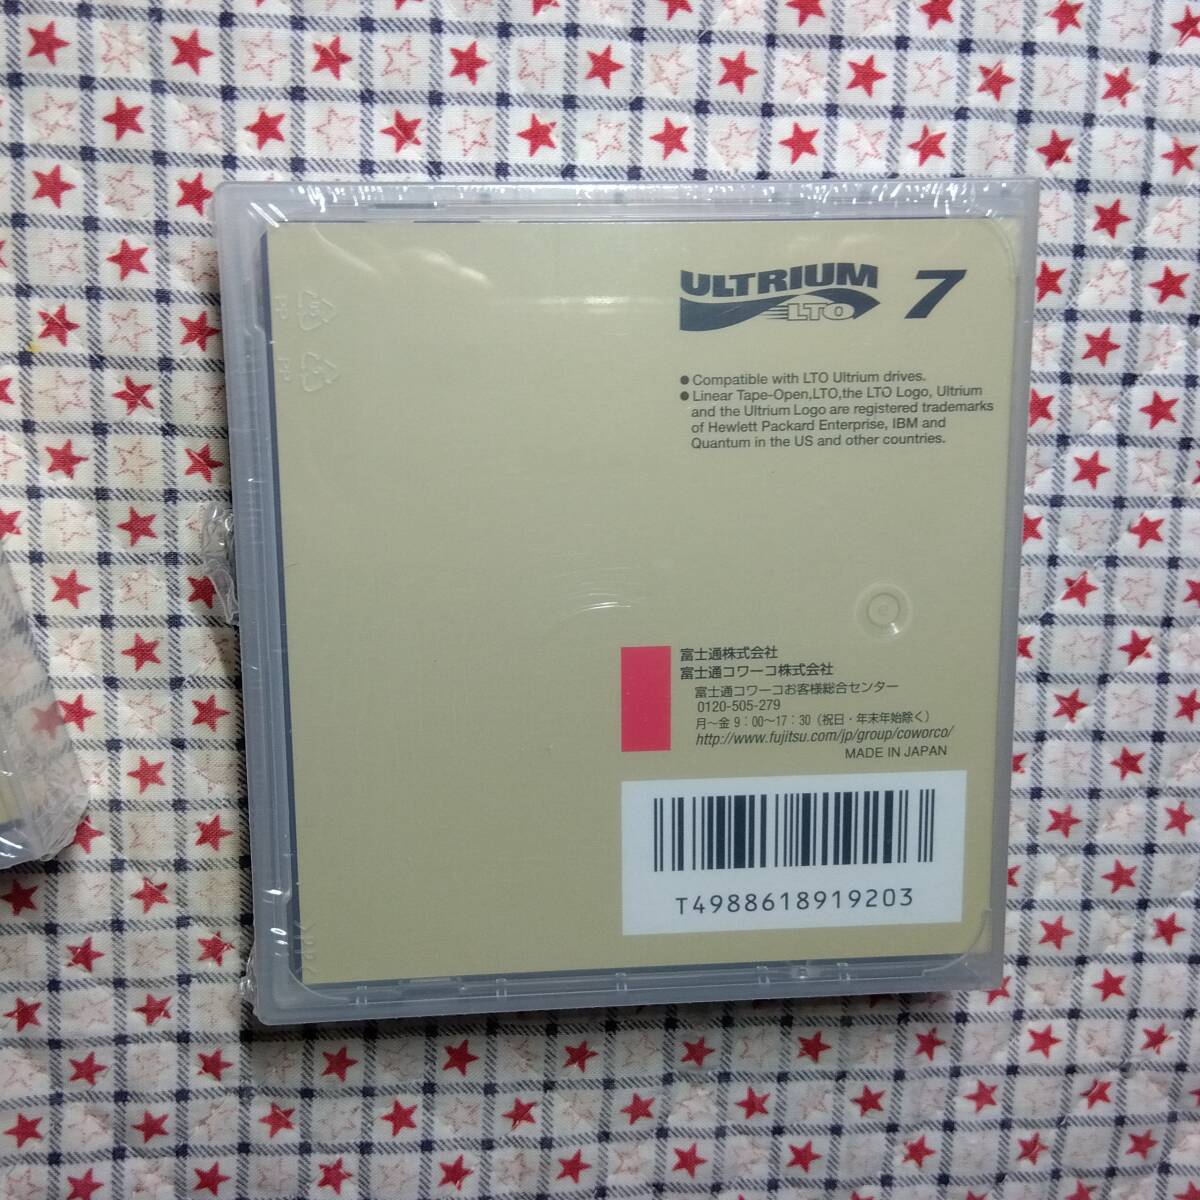 ULTRIUM 7
LTO
● Compatible with LTO Ultrium drives.
● Linear Tape-Open,LTO,the LTO Logo, Ultrium
and the Ultrium Logo are registered trademarks
of Hewlett Packard Enterprise, IBM and
Quantum in the US and other countries.
富士通株式会社
富士通コワーコ株式会社
富士通コワーコお客様総合センター
0120-505-279
月〜金 9：00〜17：30（祝日・年末年始除く）
http://www.fujitsu.com/jp/group/coworco/
MADE IN JAPAN
T4988618919203